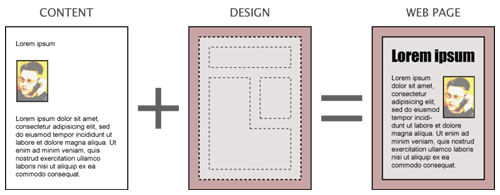 CONTENT
DESIGN
WEB PAGE
Lorem ipsum
Lorem ipsum dolor sit amet,
consectetur adipisicing elit, sed
do eiusmod tempor incididunt ut
labore et dolore magna aliqua. Ut
enim ad minim veniam, quis
nostrud exercitation ullamco
laboris nisi ut aliquip ex ea
commodo consequat.
Lorem ipsum
Lorem ipsum
dolor sit amet,
consectetur
adipisicing elit,
sed do eiusmod
tempor incidi-
dunt ut labore et
dolore magna aliqua. Ut enim
ad minim veniam, quis nostrud
exercitation ullamco laboris
nisi ut aliquip ex ea commodo
consequat.